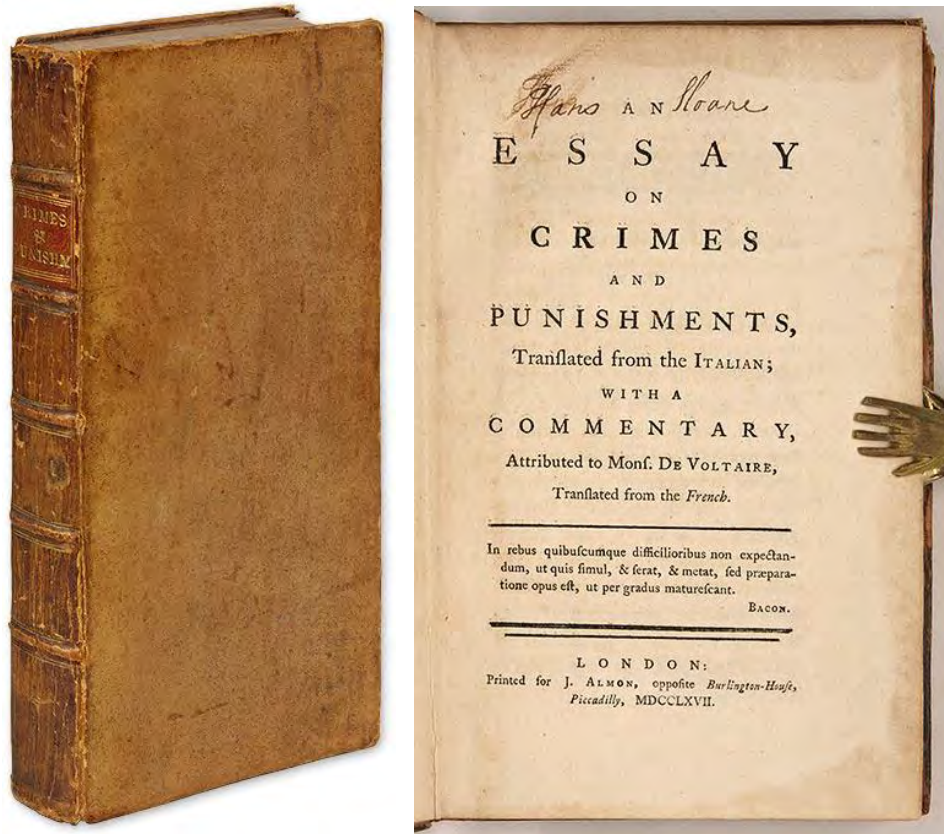 CRIMES
&
PUNISHM
Hans Sloane
AN
ESSAY
ON
CRIMES
AND
PUNISHMENTS,
Tranſlated from the ITALIAN;
WITH A
COMMENTARY,
Attributed to Monſ. DE VOLTAIRE,
Tranſlated from the French.
In rebus quibuſcumque difficilioribus non expectan-
dum, ut quis ſimul, & ſerat, & metat, ſed præpara-
tione opus eſt, ut per gradus matureſcant.
BACON.
LONDON:
Printed for J. ALMON, oppoſite Burlington-Houſe,
Piccadilly, MDCCLXVII.